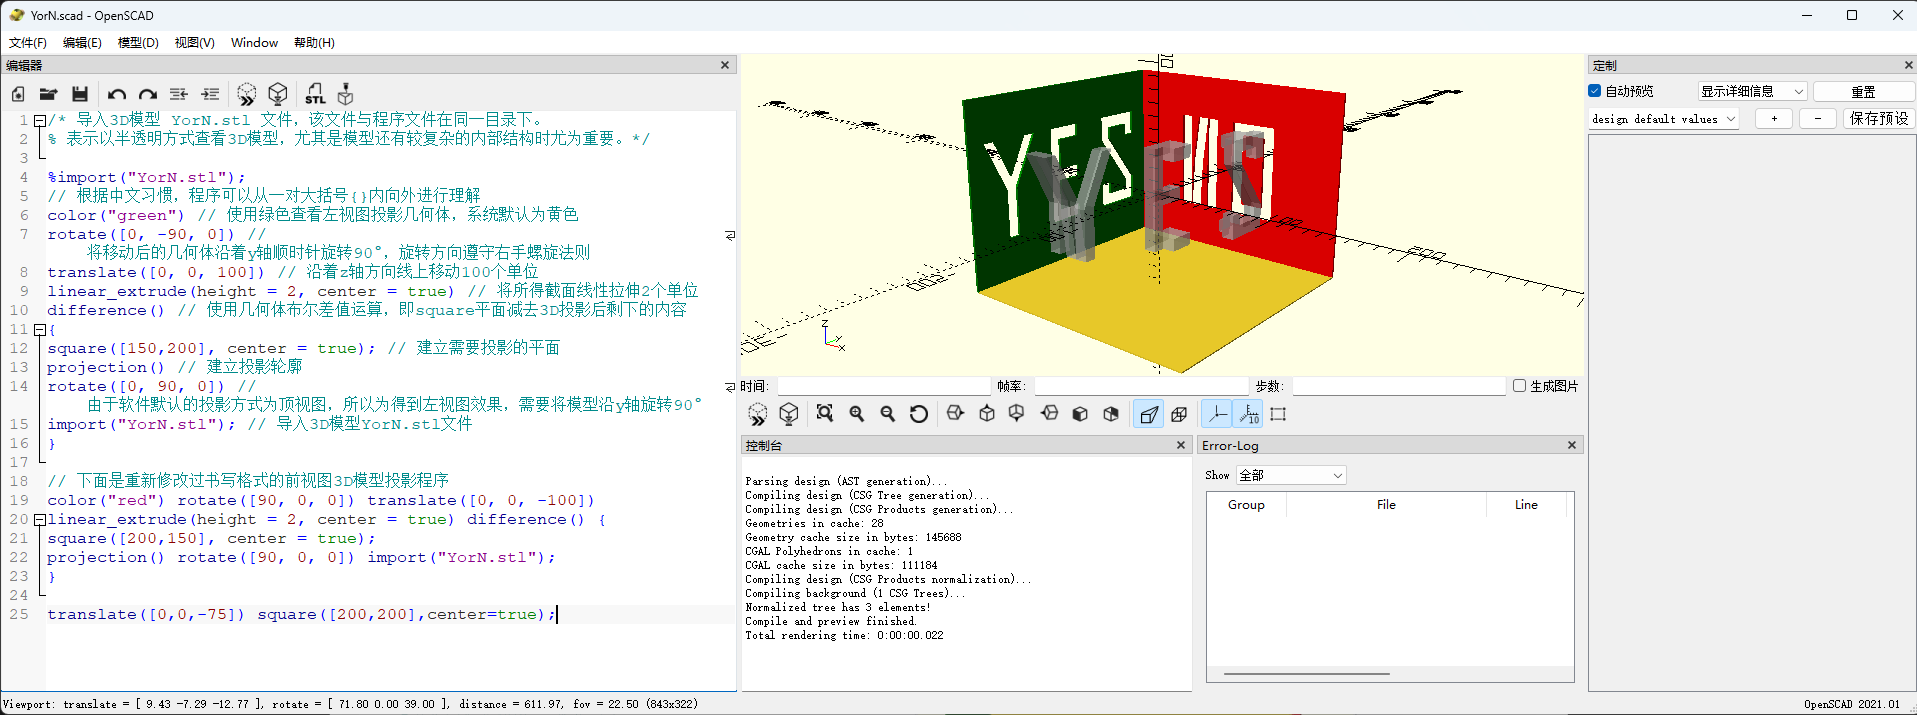 YorN.scad - OpenSCAD
文件(F) 编辑(E) 模型(D) 视图(V) Window 帮助(H)
编辑器
STL
1 /* 导入3D模型 YorN.stl 文件，该文件与程序文件在同一目录下。
2 % 表示以半透明方式查看3D模型，尤其是模型还有较复杂的内部结构时尤为重要。*/
3
4 %import("YorN.stl");
5 // 根据中文习惯，程序可以从一对大括号{}内向外进行理解
6 color("green") // 使用绿色查看左视图投影几何体，系统默认为黄色
7 rotate([0, -90, 0]) //
将移动后的几何体沿着y轴顺时针旋转90°，旋转方向遵守右手螺旋法则
8 translate([0, 0, 100]) // 沿着z轴方向线上移动100个单位
9 linear_extrude(height = 2, center = true) // 将所得截面线性拉伸2个单位
10 difference() // 使用几何体布尔差值运算，即square平面减去3D投影后剩下的内容
11 {
12 square([150,200], center = true); // 建立需要投影的平面
13 projection() // 建立投影轮廓
14 rotate([0, 90, 0]) //
由于软件默认的投影方式为顶视图，所以为得到左视图效果，需要将模型沿y轴旋转90°
15 import("YorN.stl"); // 导入3D模型YorN.stl文件
16 }
17
18 // 下面是重新修改过书写格式的前视图3D模型投影程序
19 color("red") rotate([90, 0, 0]) translate([0, 0, -100])
20 linear_extrude(height = 2, center = true) difference() {
21 square([200,150], center = true);
22 projection() rotate([90, 0, 0]) import("YorN.stl");
23 }
24
25 translate([0,0,-75]) square([200,200],center=true);
YES
NO
Z
Y
X
时间: 帧率: 步数: 生成图片
10
控制台
Parsing design (AST generation)...
Compiling design (CSG Tree generation)...
Compiling design (CSG Products generation)...
Geometries in cache: 28
Geometry cache size in bytes: 145688
CGAL Polyhedrons in cache: 1
CGAL cache size in bytes: 111184
Compiling design (CSG Products normalization)...
Compiling background (1 CSG Trees)...
Normalized tree has 3 elements!
Compile and preview finished.
Total rendering time: 0:00:00.022
Error-Log
Show 全部
Group File Line
定制
自动预览 显示详细信息 重置
design default values + - 保存预设
Viewport: translate = [ 9.43 -7.29 -12.77 ], rotate = [ 71.80 0.00 39.00 ], distance = 611.97, fov = 22.50 (843x322)
OpenSCAD 2021.01